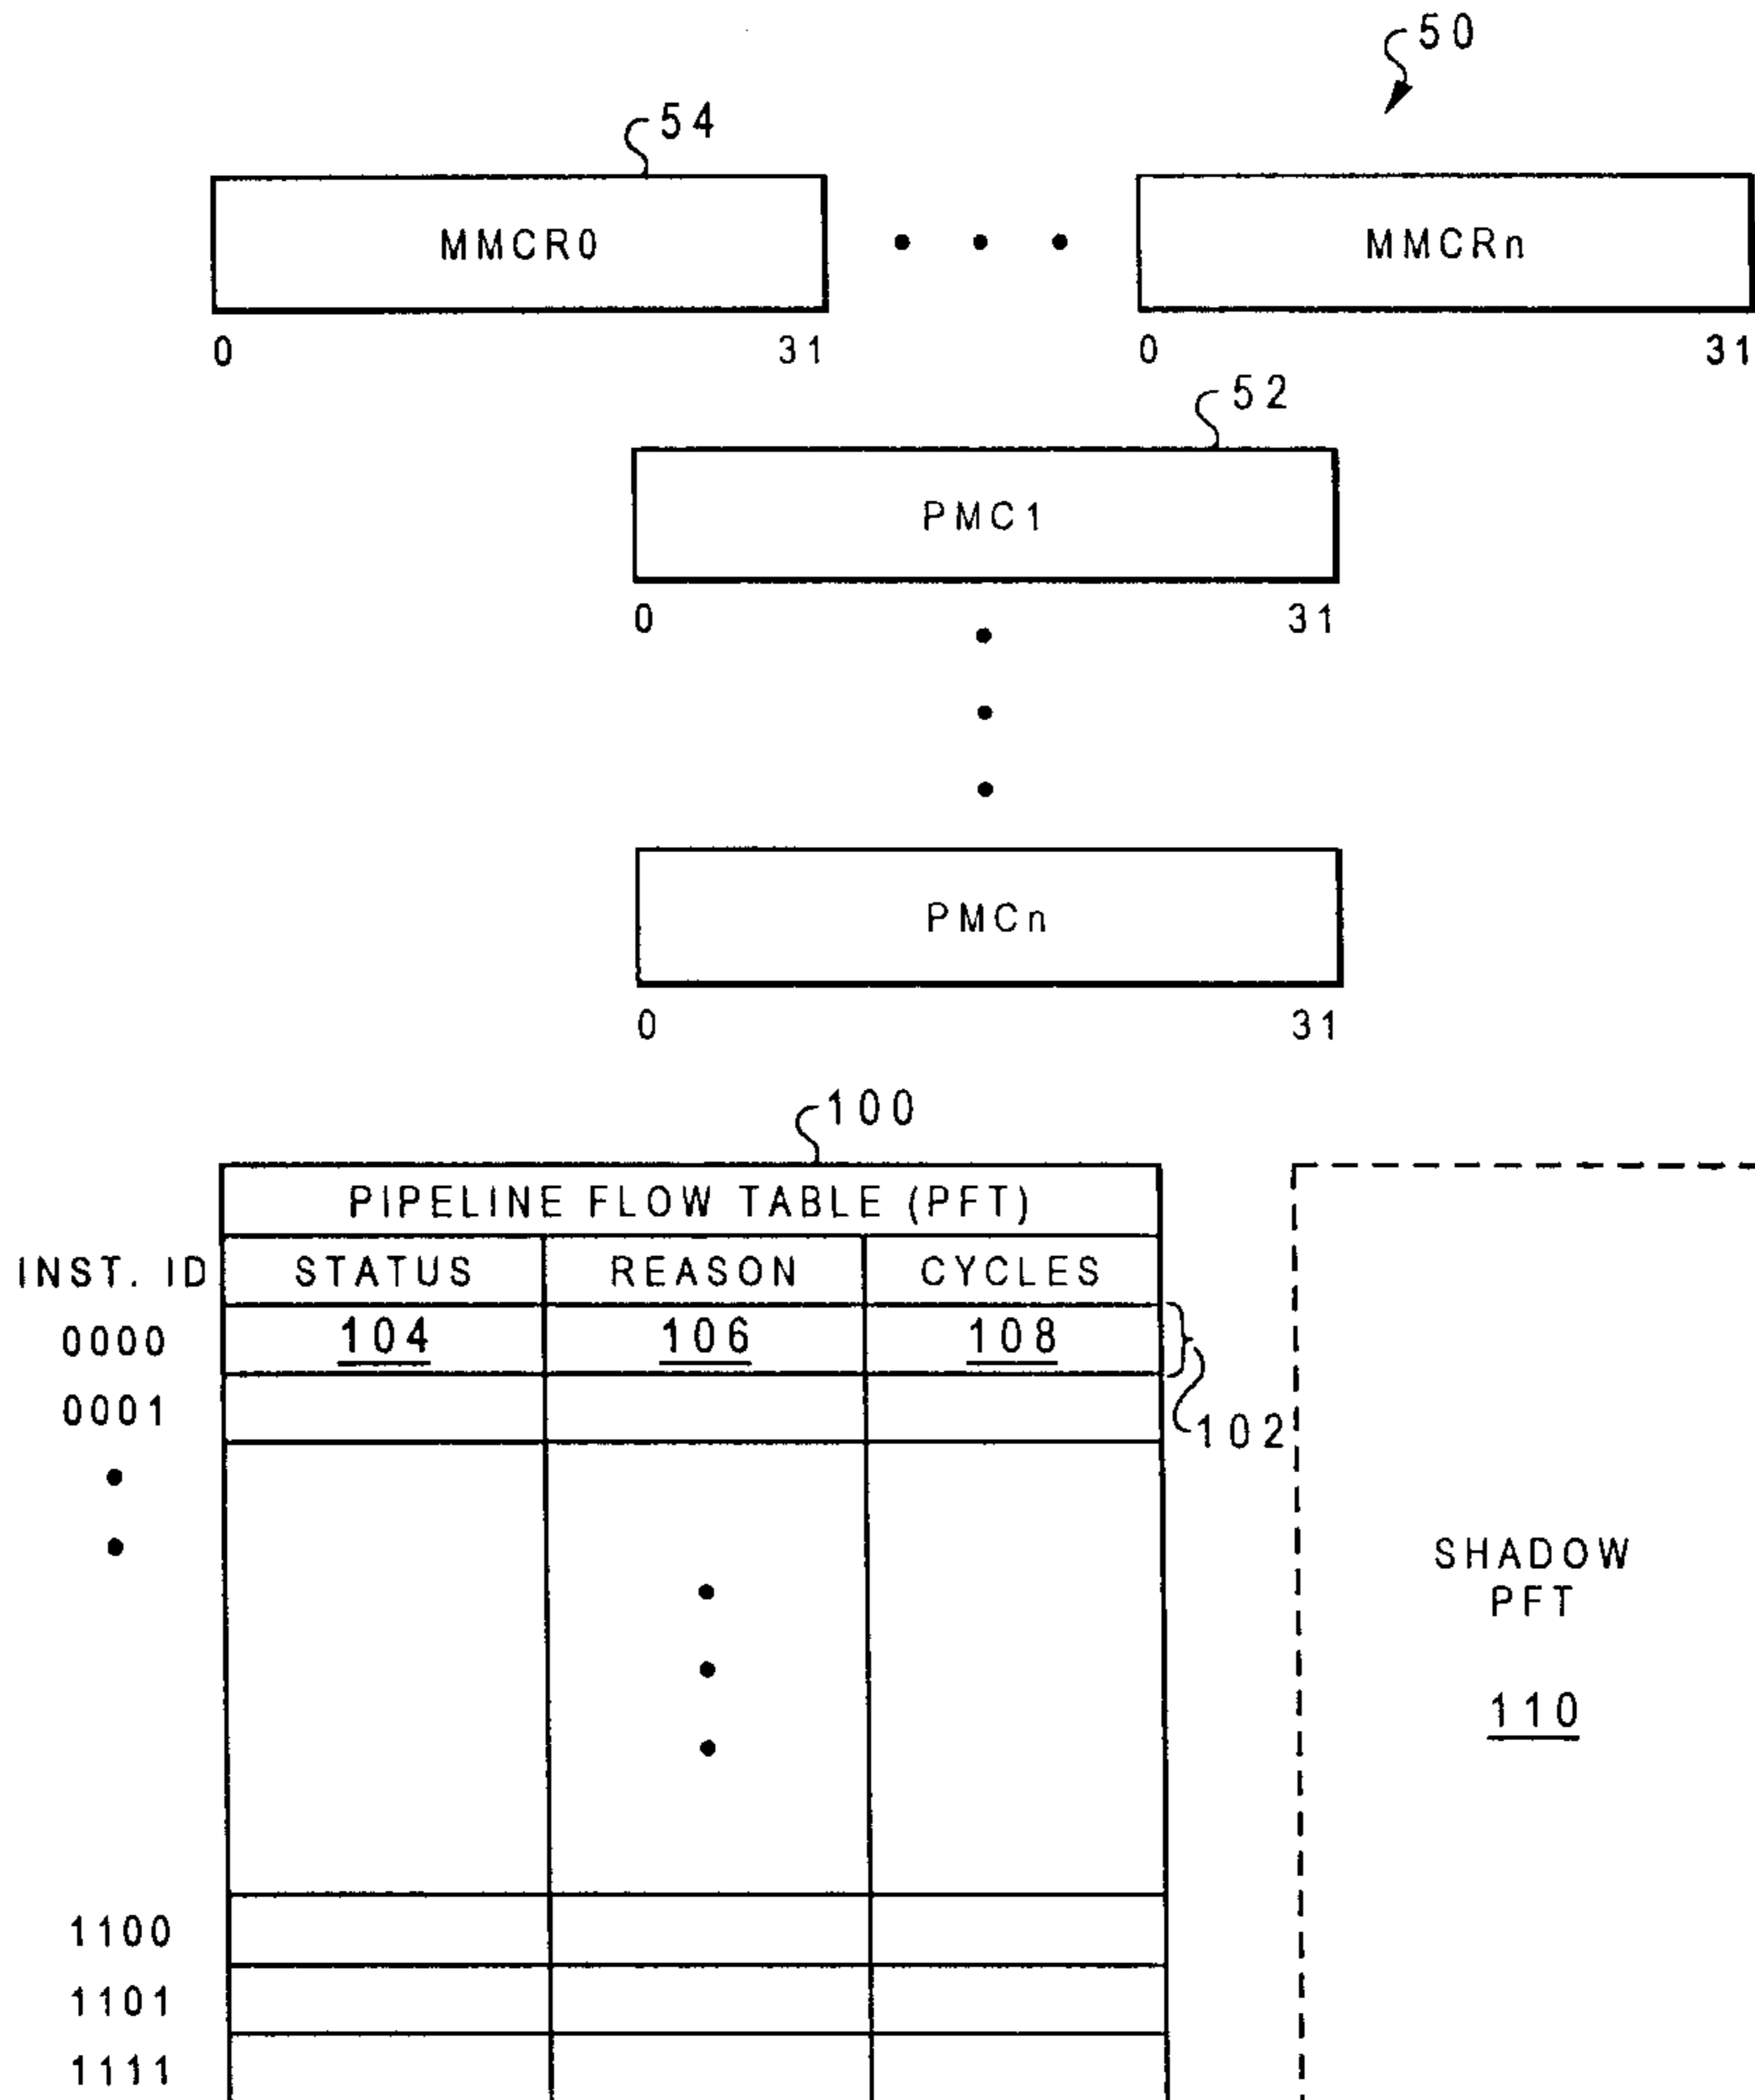 50
54
MMCR0 MMCRn
0 31 0 31
52
PMC1
0 31
PMCn
0 31
100
PIPELINE FLOW TABLE (PFT)
INST. ID STATUS REASON CYCLES
0000 104 106 108
0001
102
SHADOW
PFT
110
1100
1101
1111